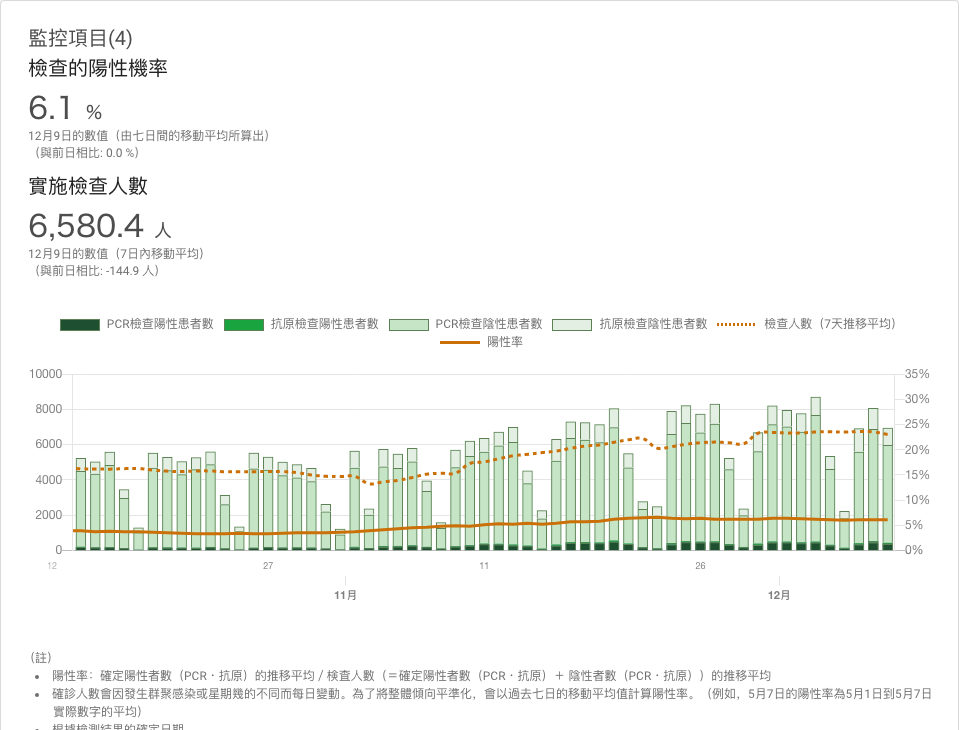 監控項目(4)
檢查的陽性機率
6.1 %
12月9日的數值（由七日間的移動平均所算出）
（與前日相比: 0.0 %）
實施檢查人數
6,580.4 人
12月9日的數值（7日內移動平均）
（與前日相比: -144.9 人）
PCR檢查陽性患者數 抗原檢查陽性患者數 PCR檢查陰性患者數 抗原檢查陰性患者數 檢查人數（7天推移平均）
陽性率
10000 35%
30%
8000
25%
6000
20%
4000 15%
10%
2000
5%
0 0%
12 27 11 26
11月 12月
（註）
陽性率：確定陽性者數（PCR・抗原）的推移平均 / 檢查人數（＝確定陽性者數（PCR・抗原）＋ 陰性者數（PCR・抗原））的推移平均
確診人數會因發生群聚感染或星期幾的不同而每日變動。為了將整體傾向平準化，會以過去七日的移動平均值計算陽性率。（例如，5月7日的陽性率為5月1日到5月7日
實際數字的平均）
根據檢測結果的確定日期